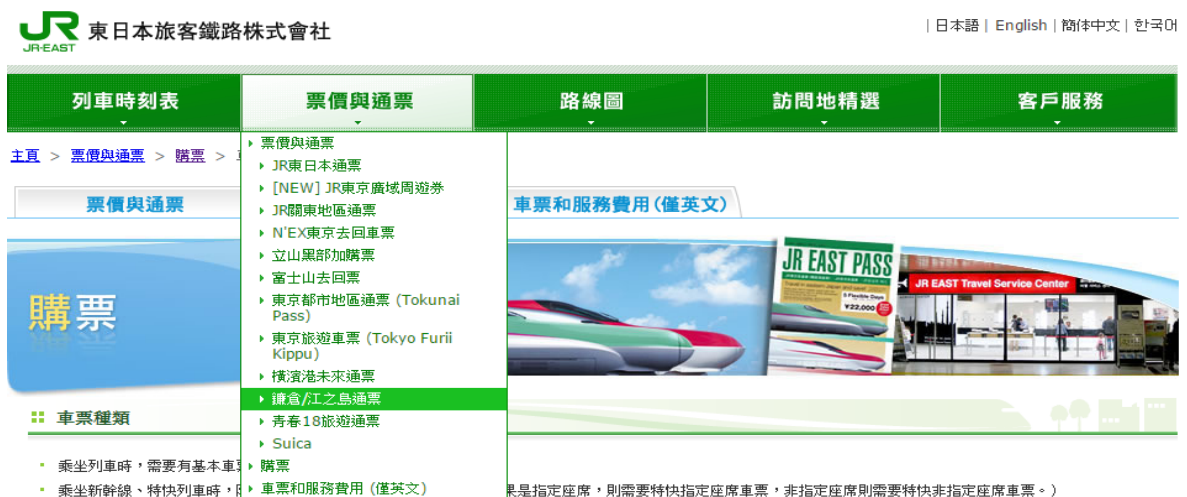 JR-EAST 東日本旅客鐵路株式會社
| 日本語 | English | 簡体中文 | 한국어
列車時刻表 票價與通票 路線圖 訪問地精選 客戶服務
主頁 > 票價與通票 > 購票 >
票價與通票
JR東日本通票
[NEW] JR東京廣域周遊券
JR關東地區通票
N'EX東京去回車票
立山黑部加購票
富士山去回票
東京都市地區通票 (Tokunai
Pass)
東京旅遊車票 (Tokyo Furii
Kippu)
橫濱港未來通票
鎌倉/江之島通票
青春18旅遊通票
Suica
購票
車票和服務費用 (僅英文)
票價與通票
車票和服務費用(僅英文)
購票
JR EAST PASS
¥22,000
JR EAST Travel Service Center
車票種類
乘坐列車時，需要有基本車
乘坐新幹線、特快列車時，
果是指定座席，則需要特快指定座席車票，非指定座席則需要特快非指定座席車票。)